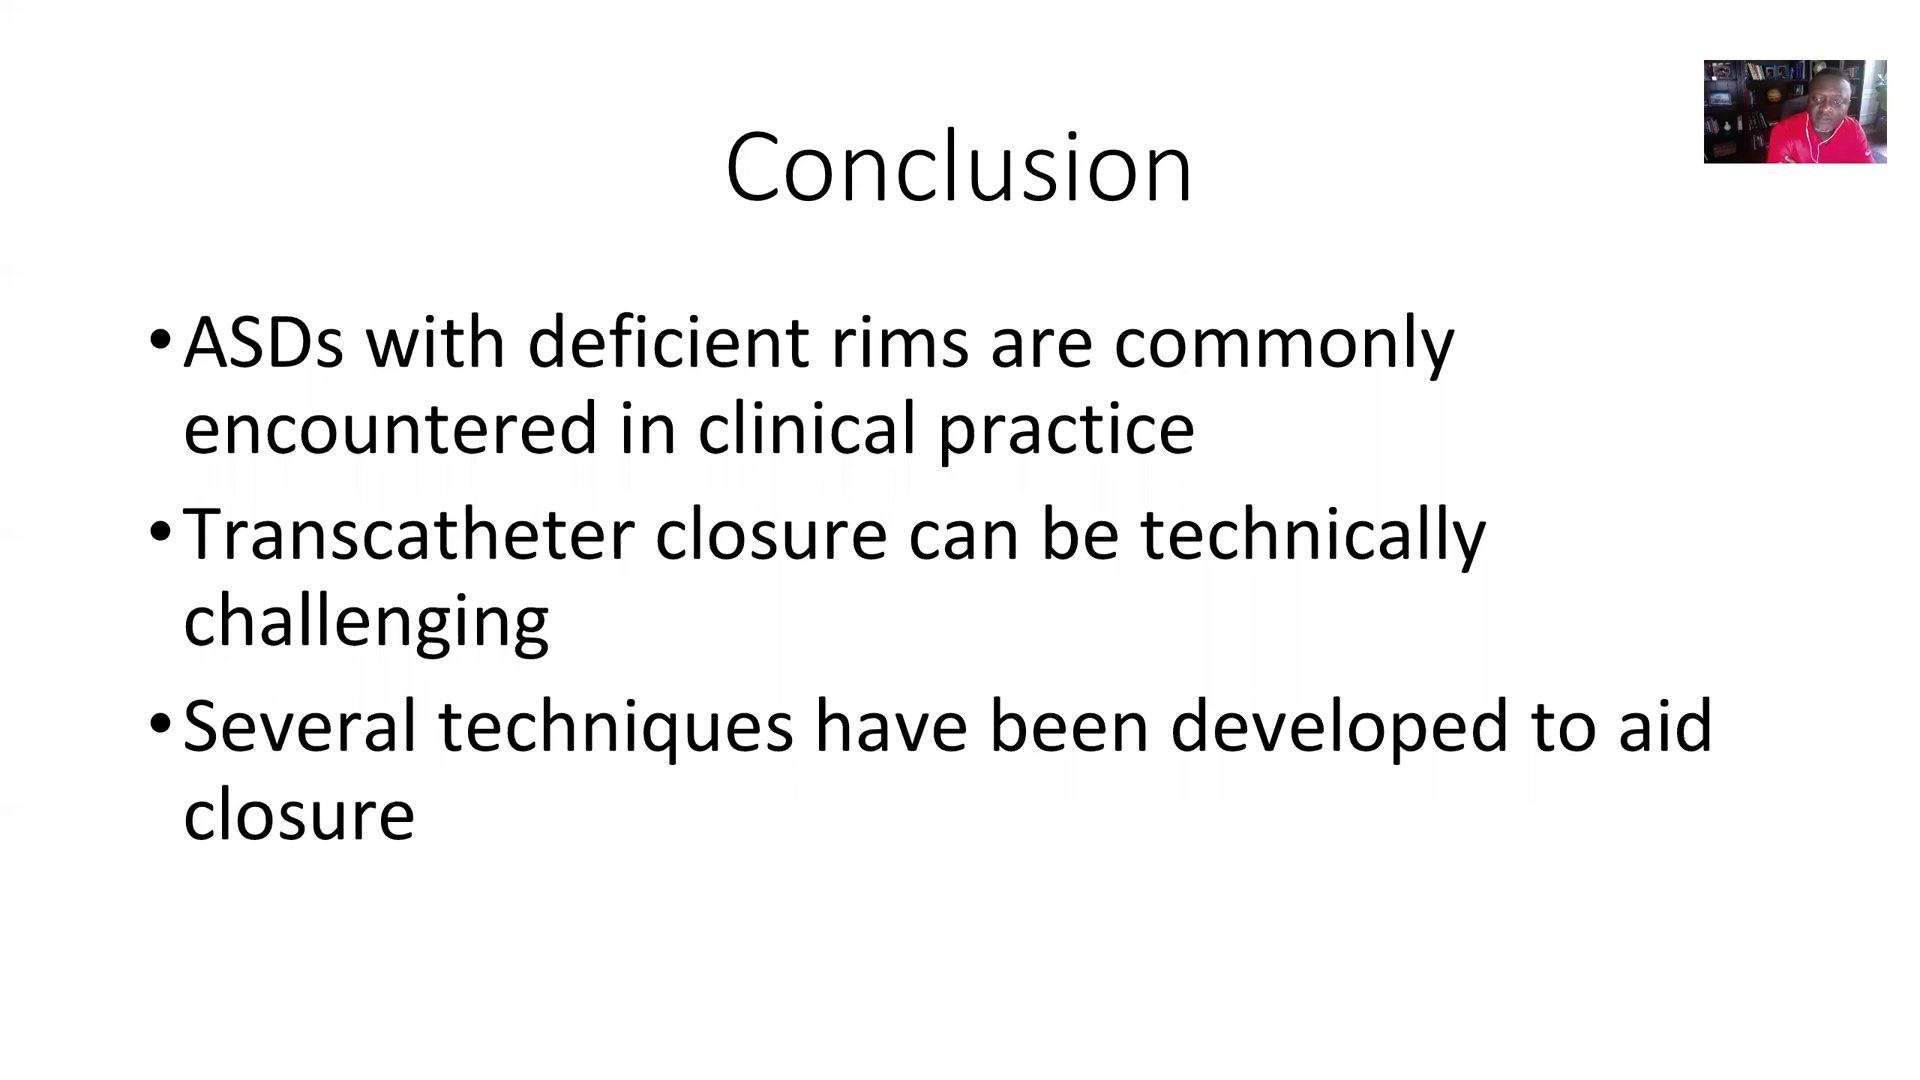 Conclusion
•ASDs with deficient rims are commonly
encountered in clinical practice
•Transcatheter closure can be technically
challenging
•Several techniques have been developed to aid
closure